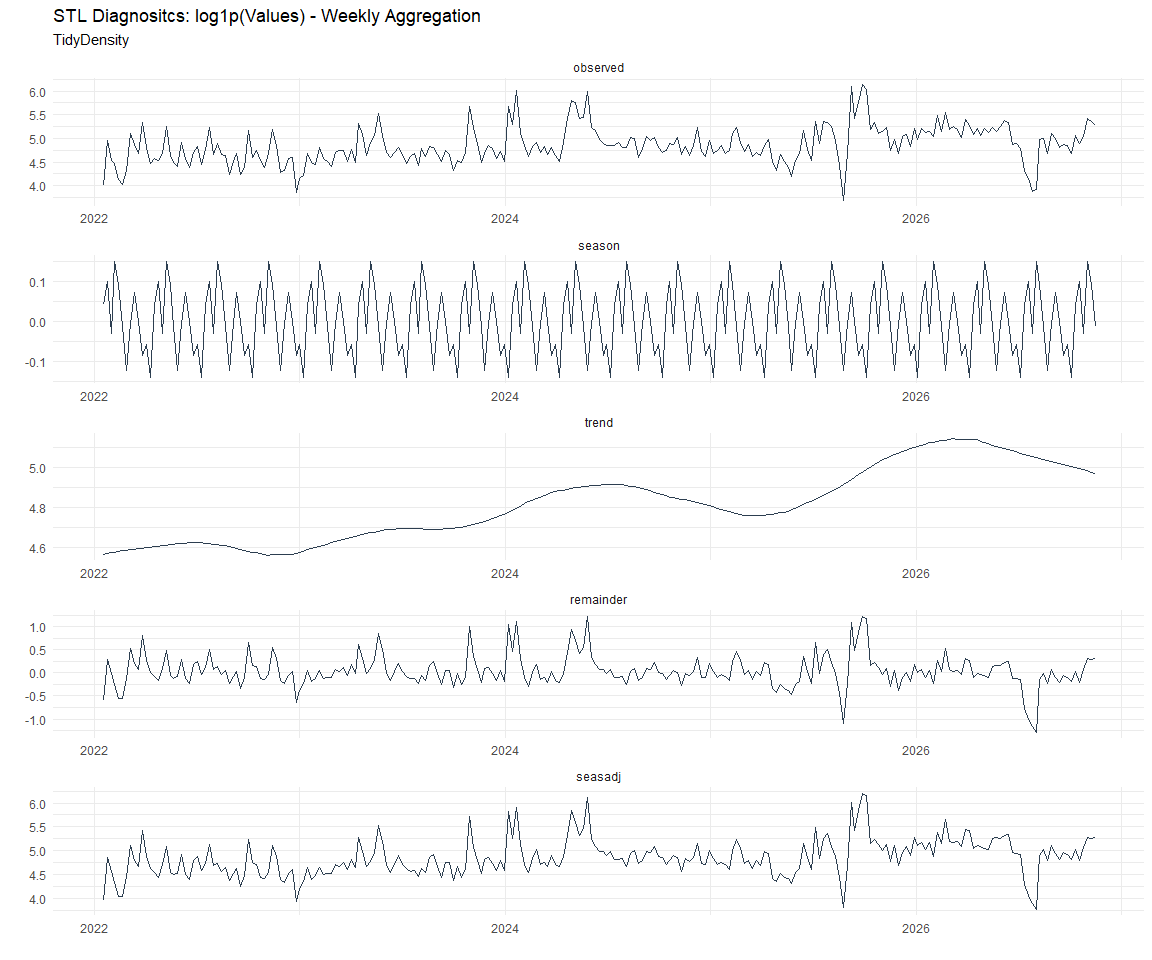 STL Diagnositcs: log1p(Values) - Weekly Aggregation
TidyDensity
observed
6.0
5.5
5.0
4.5
4.0
2022 2024 2026
season
0.1
0.0
-0.1
2022 2024 2026
trend
5.0
4.8
4.6
2022 2024 2026
remainder
1.0
0.5
0.0
-0.5
-1.0
2022 2024 2026
seasadj
6.0
5.5
5.0
4.5
4.0
2022 2024 2026